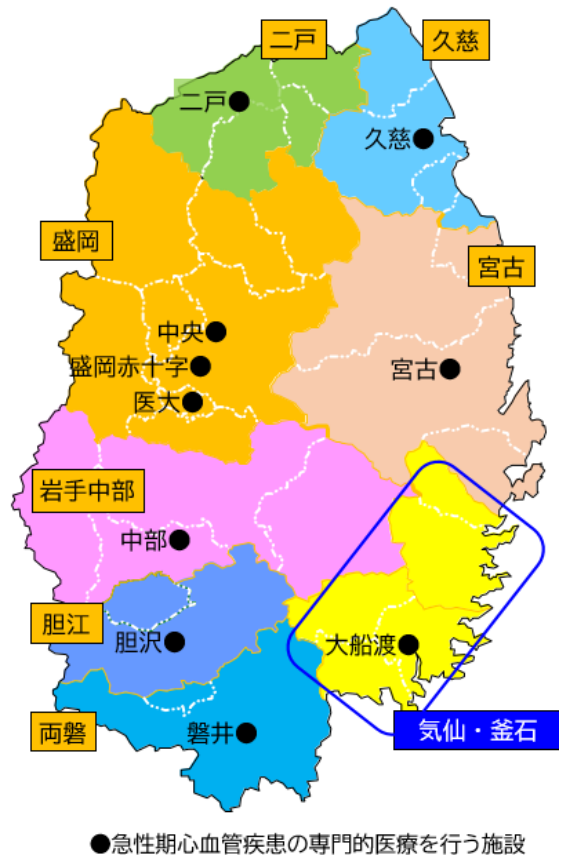 二戸
久慈
二戸●
久慈●
盛岡
宮古
中央●
盛岡赤十字●
宮古●
医大●
岩手中部
中部●
胆江
胆沢●
大船渡●
両磐
磐井●
気仙・釜石
●急性期心血管疾患の専門的医療を行う施設